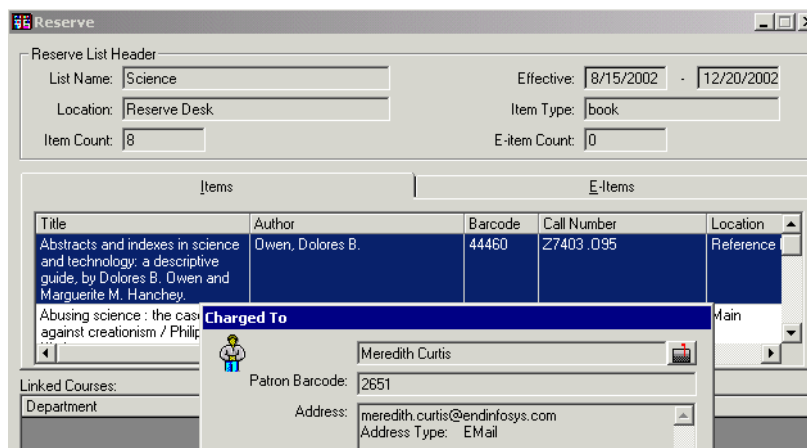 Reserve
Reserve List Header
List Name: Science Effective: 8/15/2002 - 12/20/2002
Location: Reserve Desk Item Type: book
Item Count: 8 E-item Count: 0
Items E-Items
Title Author Barcode Call Number Location
Abstracts and indexes in science Owen, Dolores B. 44460 Z7403 .O95 Reference
and technology: a descriptive
guide, by Dolores B. Owen and
Marguerite M. Hanchey.
Abusing science : the cas Main
against creationism / Philip
Charged To
Meredith Curtis
Patron Barcode: 2651
Linked Courses:
Address: meredith.curtis@endinfosys.com
Department
Address Type: EMail